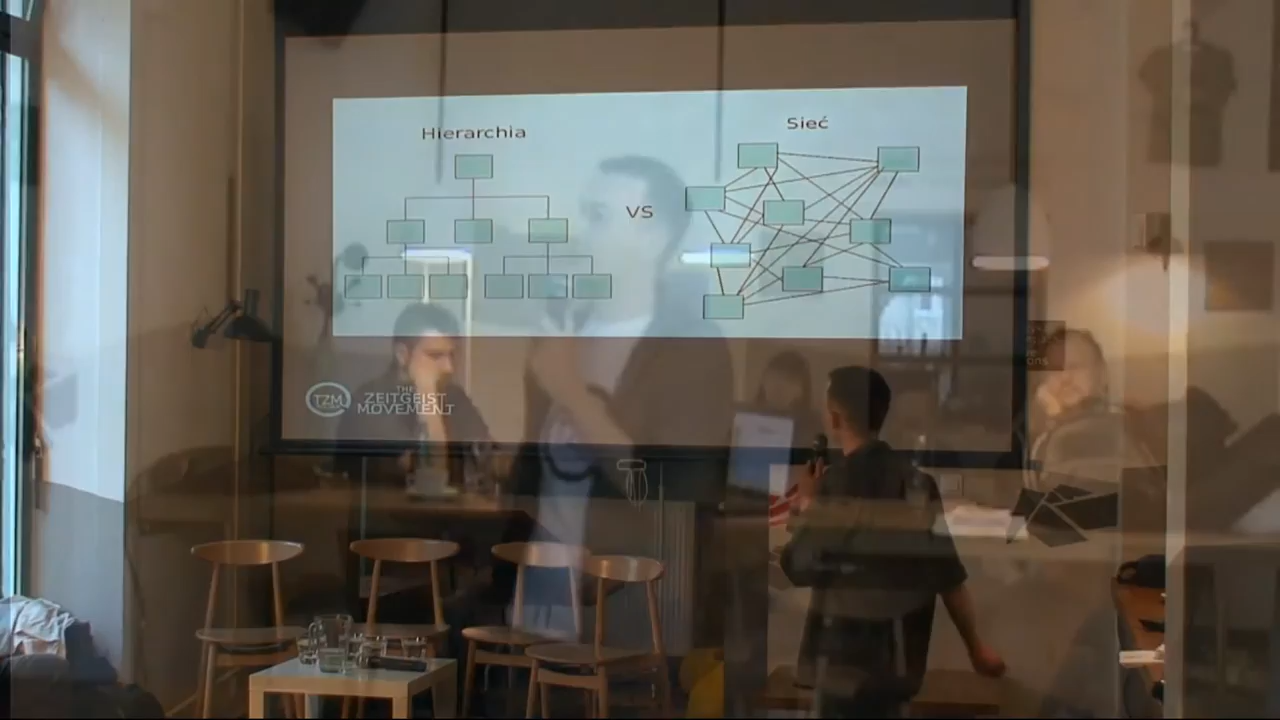 Hierarchia
Sieć
VS
TZM
THE
ZEITGEIST
MOVEMENT